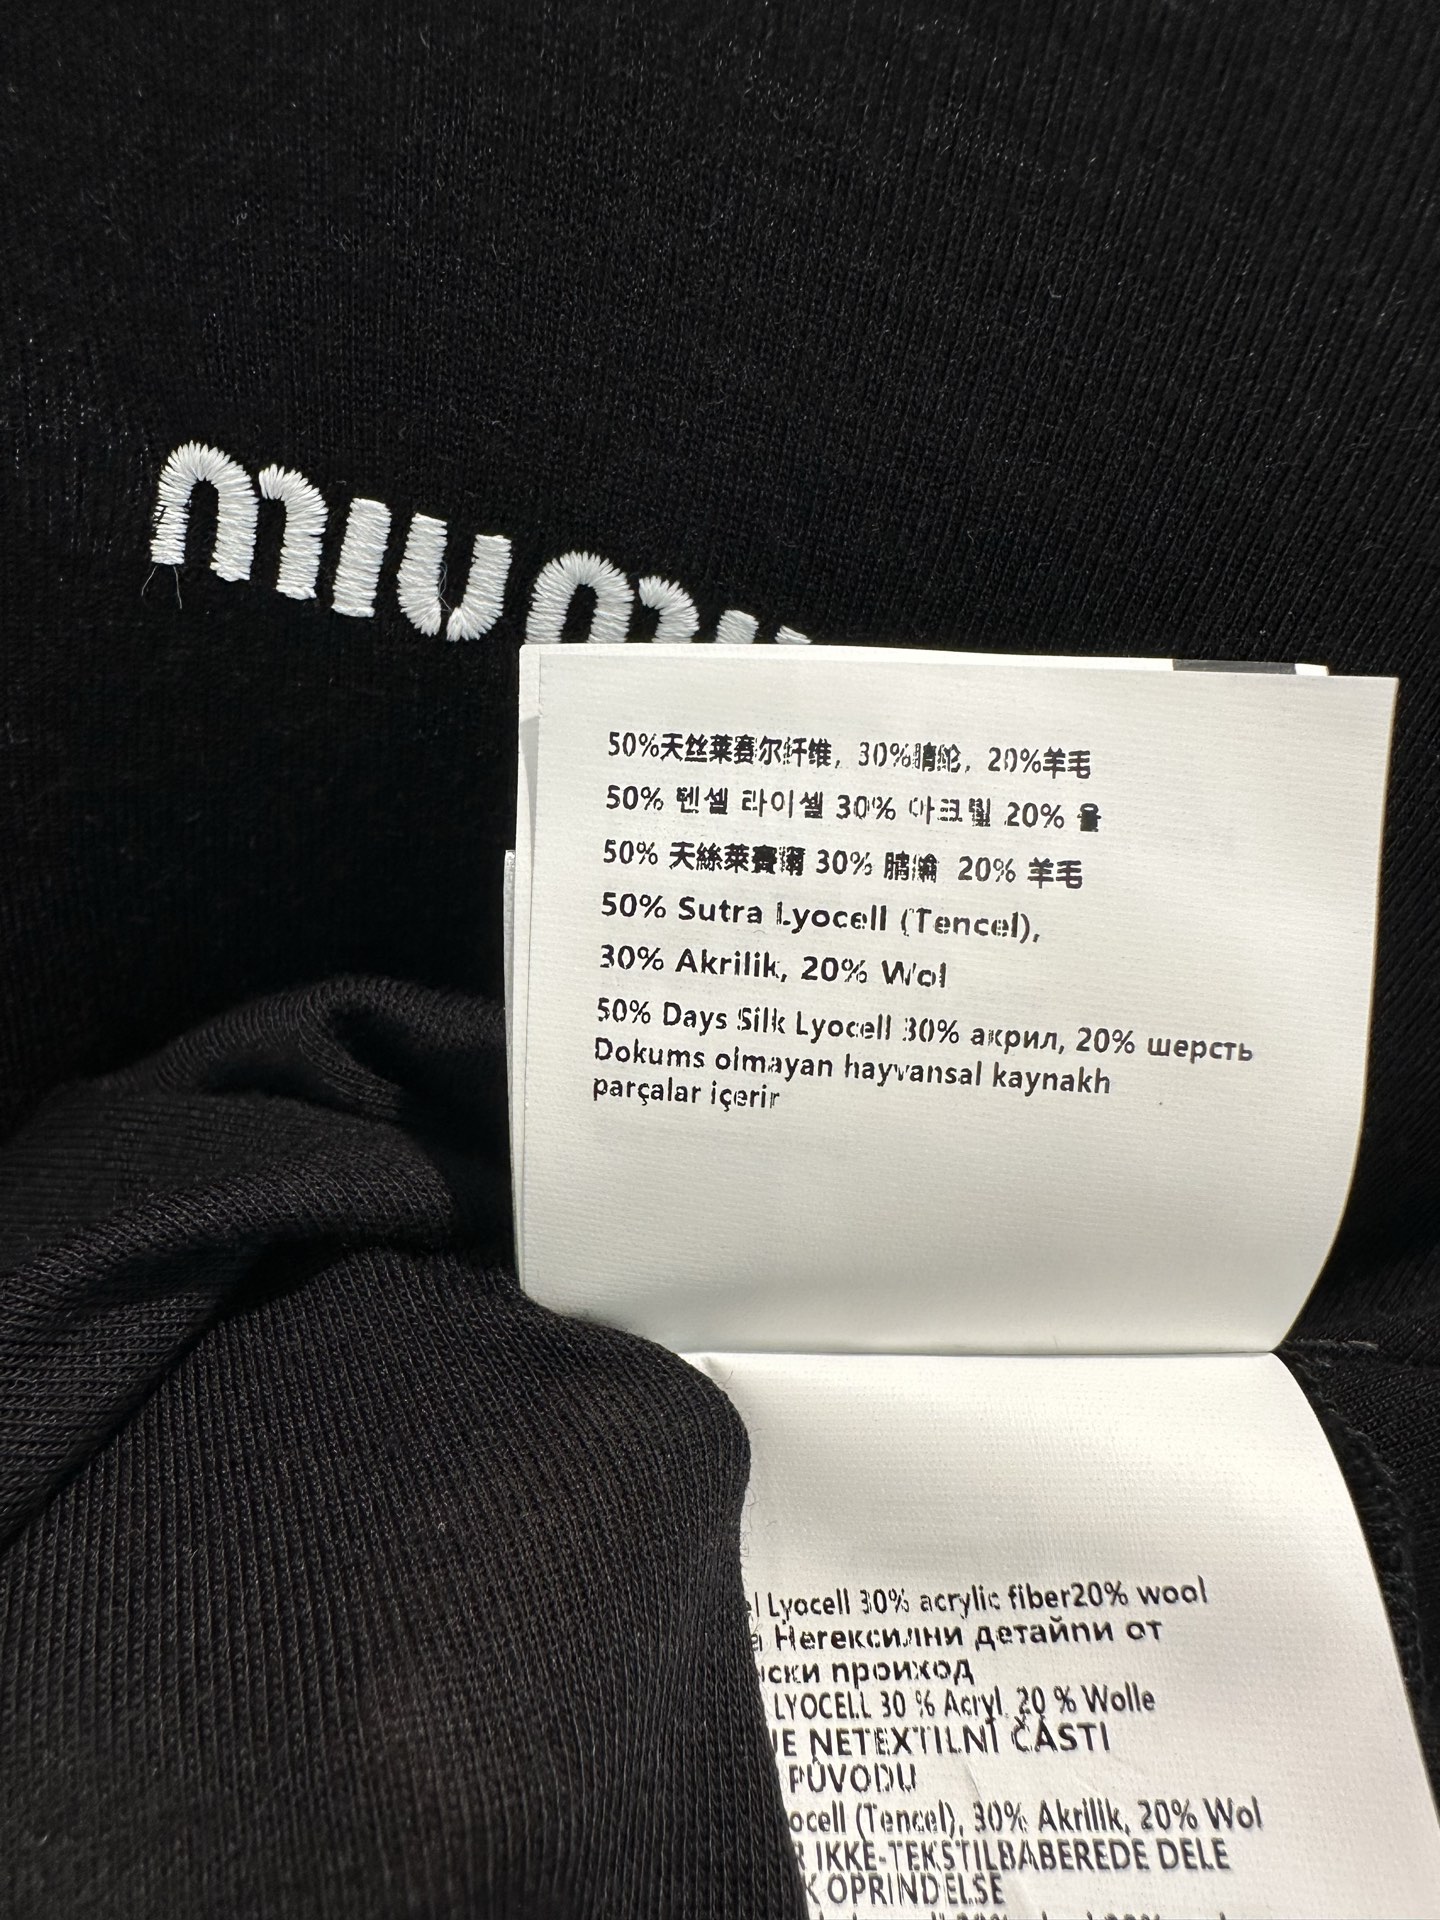 miu
50%天丝莱赛尔纤维，30%腈纶，20%羊毛
50% 텐셀 라이셀 30% 아크릴 20% 울
50% 天絲萊賽爾 30% 腈綸 20% 羊毛
50% Sutra Lyocell (Tencel),
30% Akrilik, 20% Wol
50% Days Silk Lyocell 30% акрил, 20% шерсть
Dokums olmayan hayvansal kaynakh
parçalar içerir
Lyocell 30% acrylic fiber20% wool
детайпи от
произход
LYOCELL 30 % Acryl, 20 % Wolle
NETEXTILNÍ ČÁSTI
PŮVODU
(Tencel), 30% Akrilik, 20% Wol
IKKE-TEKSTILBABEREDE DELE
OPRINDELSE